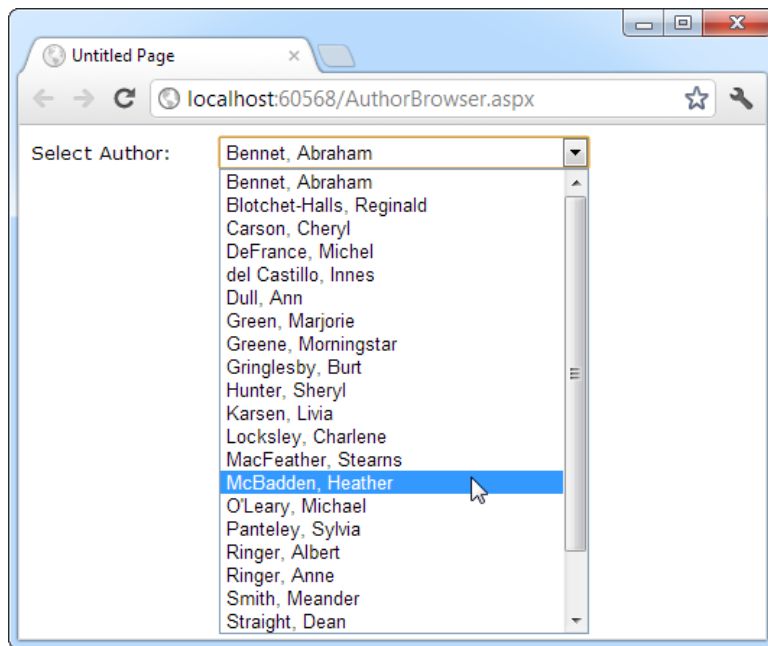 Untitled Page
localhost:60568/AuthorBrowser.aspx
Select Author: Bennet, Abraham
Bennet, Abraham
Blotchet-Halls, Reginald
Carson, Cheryl
DeFrance, Michel
del Castillo, Innes
Dull, Ann
Green, Marjorie
Greene, Morningstar
Gringlesby, Burt
Hunter, Sheryl
Karsen, Livia
Locksley, Charlene
MacFeather, Stearns
McBadden, Heather
O'Leary, Michael
Panteley, Sylvia
Ringer, Albert
Ringer, Anne
Smith, Meander
Straight, Dean